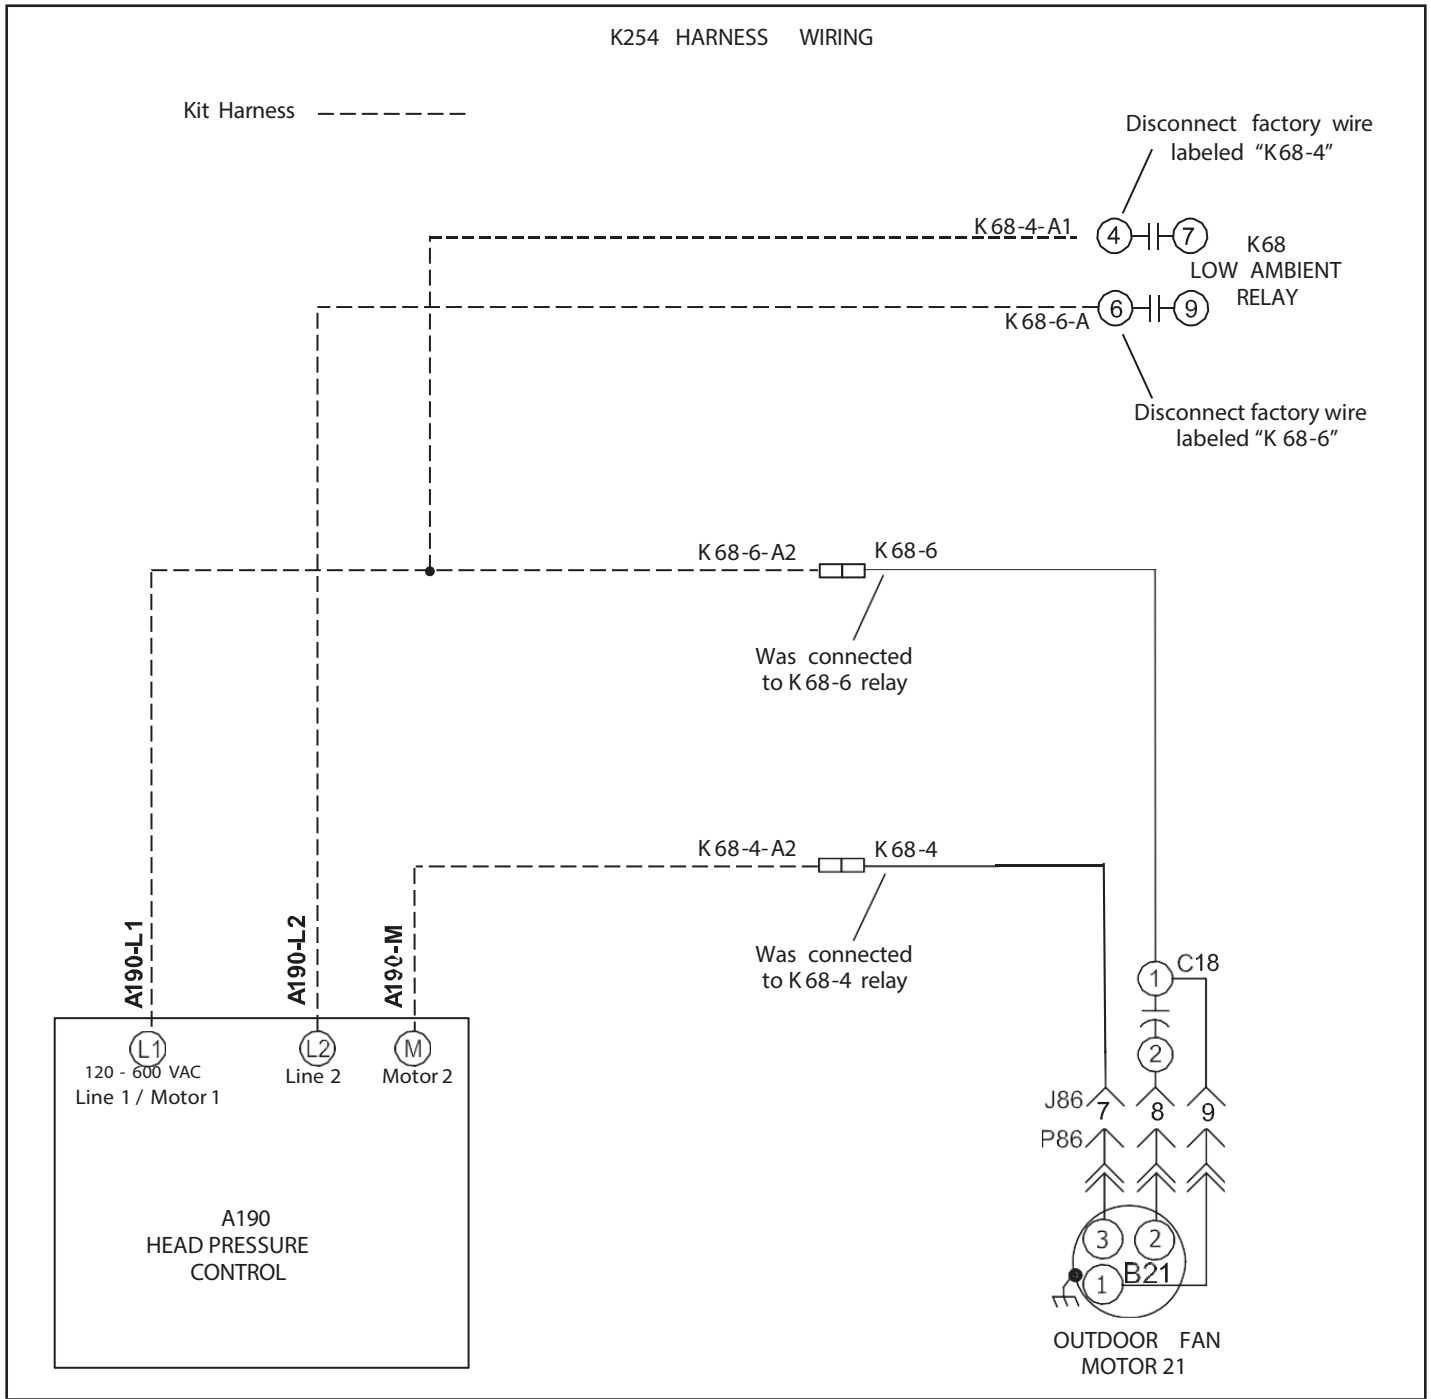 K254 HARNESS WIRING
Kit Harness
Disconnect factory wire
labeled “K68-4”
K68-4-A1
4
7
K68
LOW AMBIENT
RELAY
K68-6-A
6
9
Disconnect factory wire
labeled “K 68-6”
K68-6-A2
K68-6
Was connected
to K68-6 relay
K68-4-A2
K68-4
Was connected
to K68-4 relay
A190-L1
A190-L2
A190-M
L1
L2
M
120 - 600 VAC
Line 1 / Motor 1
Line 2
Motor 2
A190
HEAD PRESSURE
CONTROL
1
C18
2
J86
7
8
9
P86
3
2
1
B21
OUTDOOR FAN
MOTOR 21